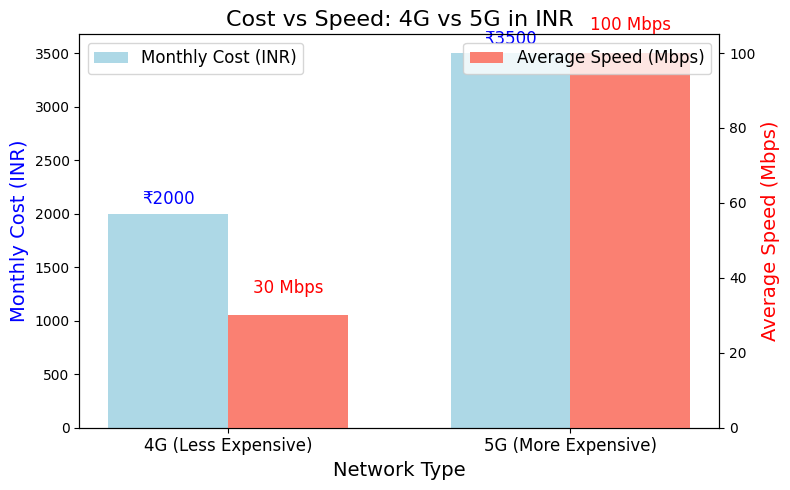 Cost vs Speed: 4G vs 5G in INR
100 Mbps
₹3500
Monthly Cost (INR)
Average Speed (Mbps)
3500
3000
2500
2000
1500
1000
500
0
Monthly Cost (INR)
₹2000
30 Mbps
100
80
60
40
20
0
Average Speed (Mbps)
4G (Less Expensive)
5G (More Expensive)
Network Type